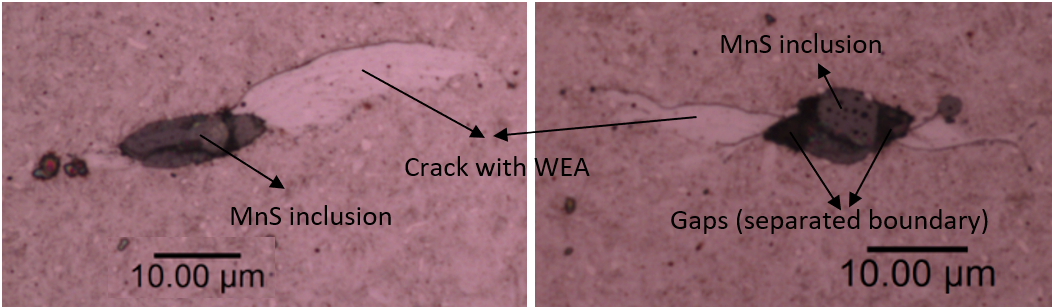 MnS inclusion
Crack with WEA
MnS inclusion
Gaps (separated boundary)
10.00 µm
10.00 µm